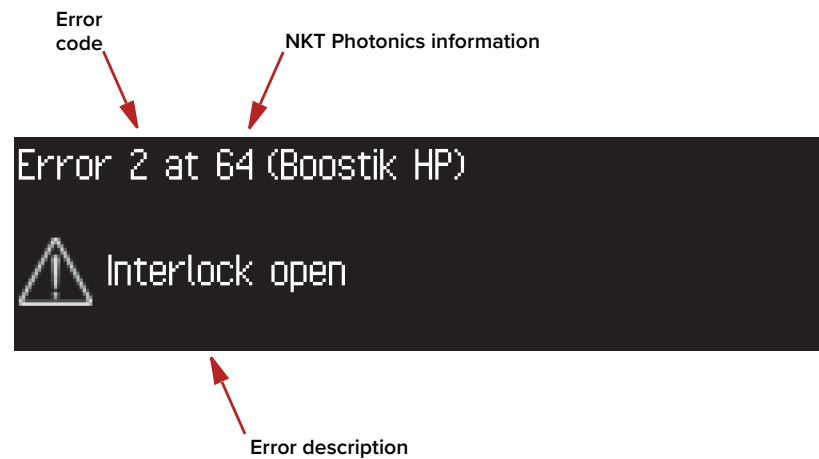 Error
code
NKT Photonics information
Error 2 at 64 (Boostik HP)
Interlock open
Error description